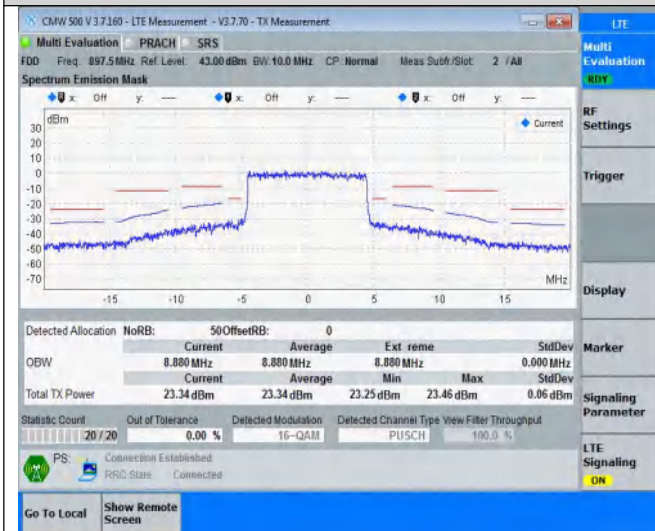 CMW 500 V 3.7.160 - LTE Measurement - V3.7.70 - TX Measurement
LTE
Multi Evaluation PRACH SRS
Multi Evaluation
RDY
FDD Freq: 897.5 MHz Ref. Level: 43.00 dBm BW: 10.0 MHz CP: Normal Meas Subfr./Slot: 2 /All
Spectrum Emission Mask
x: Off y: --- x: Off y: --- x: Off y: ---
dBm
Current
30
20
10
0
-10
-20
-30
-40
-50
-60
-70
MHz
-15 -10 -5 0 5 10 15
RF Settings
Trigger
Display
Marker
Signaling Parameter
LTE Signaling
ON
Detected Allocation NoRB: 50 OffsetRB: 0
Current Average Extreme StdDev
OBW 8.880 MHz 8.880 MHz 8.880 MHz 0.000 MHz
Current Average Min Max StdDev
Total TX Power 23.34 dBm 23.34 dBm 23.25 dBm 23.46 dBm 0.06 dBm
Statistic Count Out of Tolerance Detected Modulation Detected Channel Type View Filter Throughput
20 / 20 0.00 % 16-QAM PUSCH 100.0 %
PS: Connection Established
RRC State Connected
Go To Local Show Remote Screen